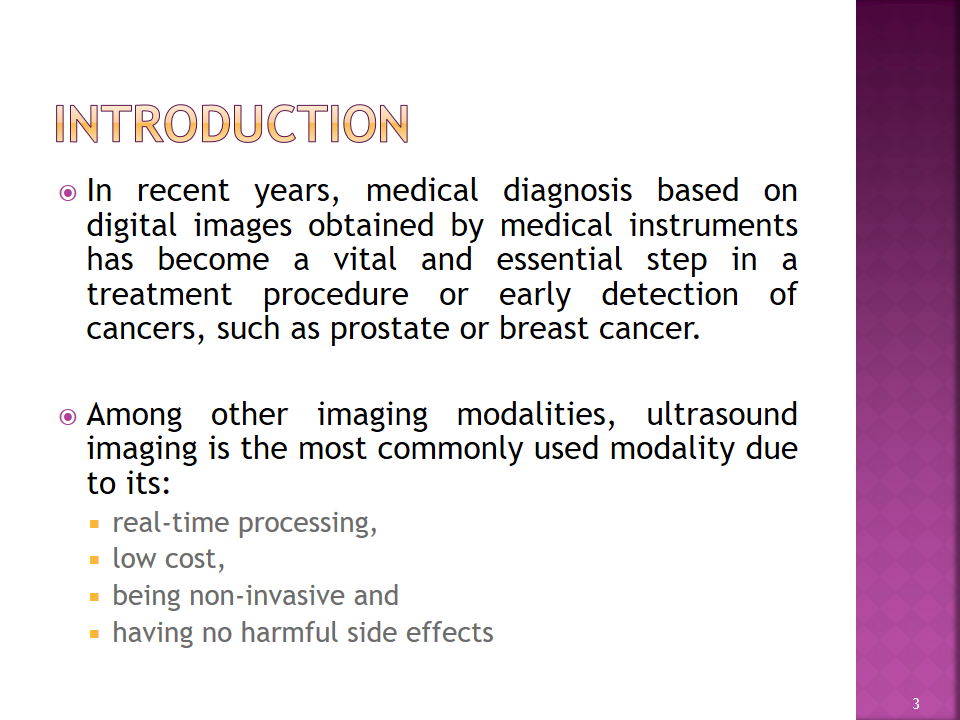 INTRODUCTION
In recent years, medical diagnosis based on
digital images obtained by medical instruments
has become a vital and essential step in a
treatment procedure or early detection of
cancers, such as prostate or breast cancer.
Among other imaging modalities, ultrasound
imaging is the most commonly used modality due
to its:
real-time processing,
low cost,
being non-invasive and
having no harmful side effects
3